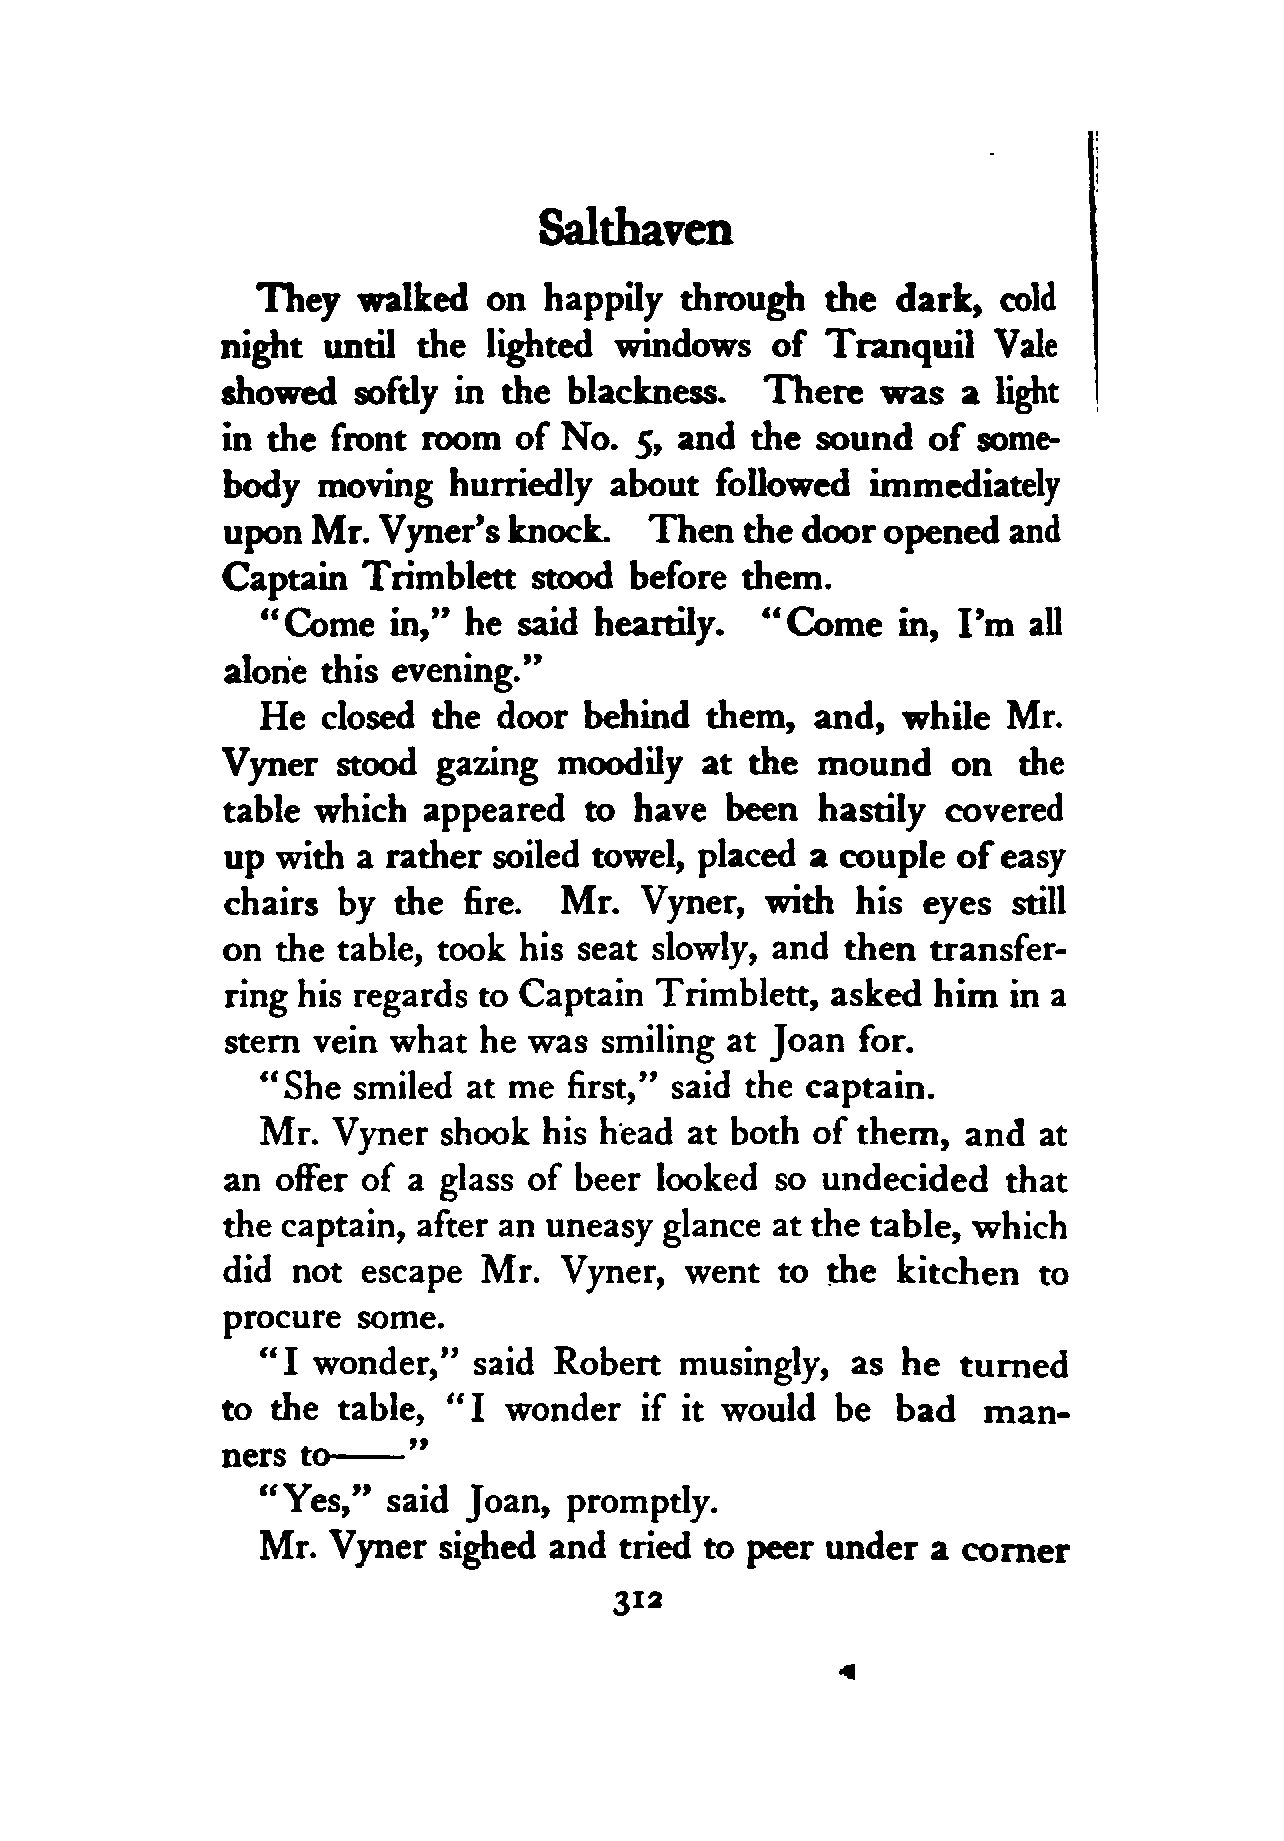 Salthaven
They walked on happily through the dark, cold
night until the lighted windows of Tranquil Vale
showed softly in the blackness. There was a light
in the front room of No. 5, and the sound of some-
body moving hurriedly about followed immediately
upon Mr. Vyner's knock. Then the door opened and
Captain Trimblett stood before them.
"Come in," he said heartily. "Come in, I'm all
alone this evening."
He closed the door behind them, and, while Mr.
Vyner stood gazing moodily at the mound on the
table which appeared to have been hastily covered
up with a rather soiled towel, placed a couple of easy
chairs by the fire. Mr. Vyner, with his eyes still
on the table, took his seat slowly, and then transfer-
ring his regards to Captain Trimblett, asked him in a
stern vein what he was smiling at Joan for.
"She smiled at me first," said the captain.
Mr. Vyner shook his head at both of them, and at
an offer of a glass of beer looked so undecided that
the captain, after an uneasy glance at the table, which
did not escape Mr. Vyner, went to the kitchen to
procure some.
"I wonder," said Robert musingly, as he turned
to the table, "I wonder if it would be bad man-
ners to——"
"Yes," said Joan, promptly.
Mr. Vyner sighed and tried to peer under a corner
312